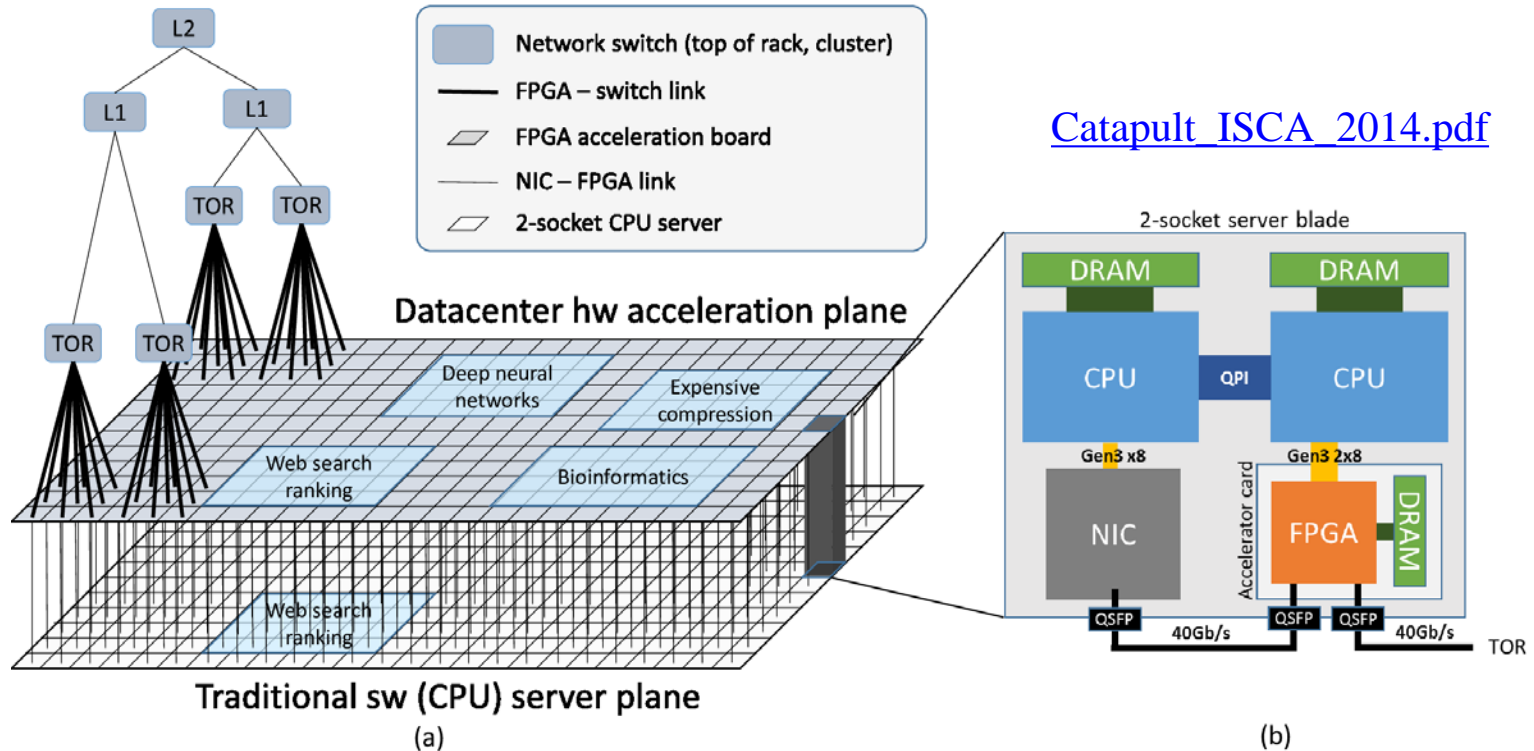 L2
L1
L1
TOR
TOR
TOR
TOR
Network switch (top of rack, cluster)
FPGA – switch link
FPGA acceleration board
NIC – FPGA link
2-socket CPU server
Datacenter hw acceleration plane
Deep neural
networks
Expensive
compression
Web search
ranking
Bioinformatics
Web search
ranking
Traditional sw (CPU) server plane
(a)
Catapult_ISCA_2014.pdf
2-socket server blade
DRAM
DRAM
CPU
QPI
CPU
Gen3 x8
Gen3 2x8
NIC
Accelerator card
FPGA
DRAM
QSFP
QSFP
QSFP
40Gb/s
40Gb/s
TOR
(b)